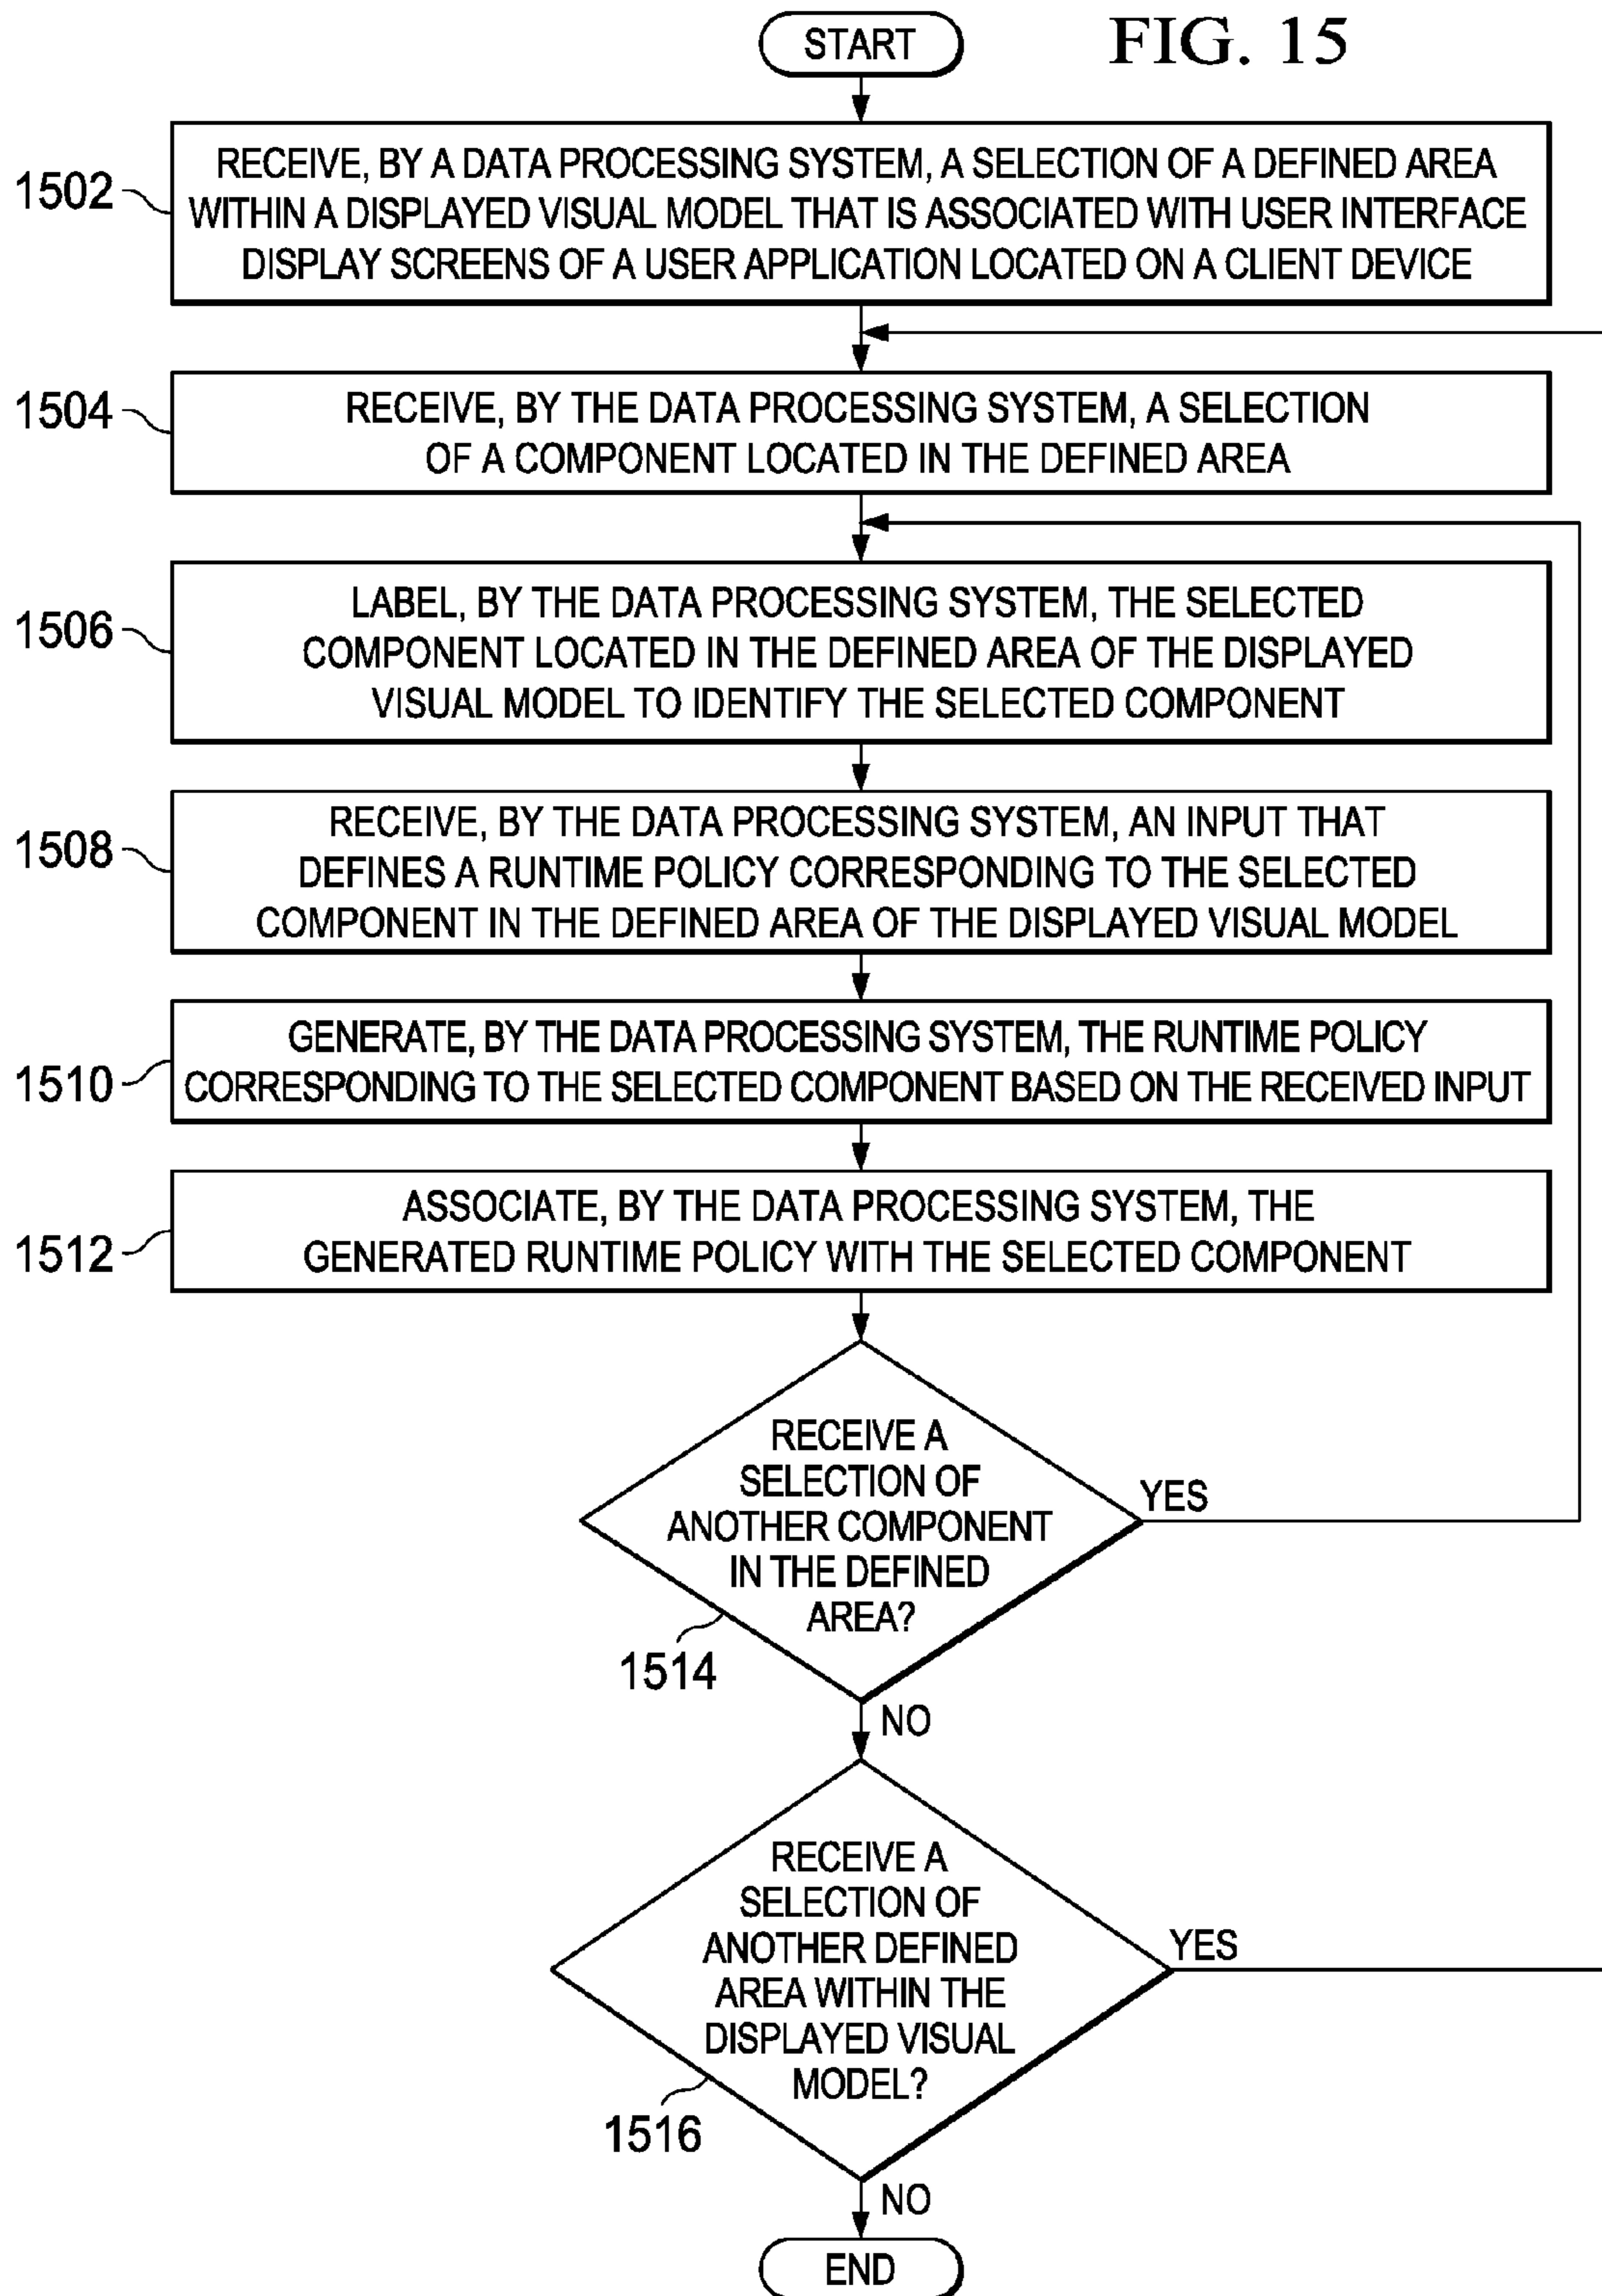 START
FIG. 15
1502
RECEIVE, BY A DATA PROCESSING SYSTEM, A SELECTION OF A DEFINED AREA
WITHIN A DISPLAYED VISUAL MODEL THAT IS ASSOCIATED WITH USER INTERFACE
DISPLAY SCREENS OF A USER APPLICATION LOCATED ON A CLIENT DEVICE
1504
RECEIVE, BY THE DATA PROCESSING SYSTEM, A SELECTION
OF A COMPONENT LOCATED IN THE DEFINED AREA
1506
LABEL, BY THE DATA PROCESSING SYSTEM, THE SELECTED
COMPONENT LOCATED IN THE DEFINED AREA OF THE DISPLAYED
VISUAL MODEL TO IDENTIFY THE SELECTED COMPONENT
1508
RECEIVE, BY THE DATA PROCESSING SYSTEM, AN INPUT THAT
DEFINES A RUNTIME POLICY CORRESPONDING TO THE SELECTED
COMPONENT IN THE DEFINED AREA OF THE DISPLAYED VISUAL MODEL
1510
GENERATE, BY THE DATA PROCESSING SYSTEM, THE RUNTIME POLICY
CORRESPONDING TO THE SELECTED COMPONENT BASED ON THE RECEIVED INPUT
1512
ASSOCIATE, BY THE DATA PROCESSING SYSTEM, THE
GENERATED RUNTIME POLICY WITH THE SELECTED COMPONENT
RECEIVE A
SELECTION OF
ANOTHER COMPONENT
IN THE DEFINED
AREA?
YES
1514
NO
RECEIVE A
SELECTION OF
ANOTHER DEFINED
AREA WITHIN THE
DISPLAYED VISUAL
MODEL?
YES
1516
NO
END